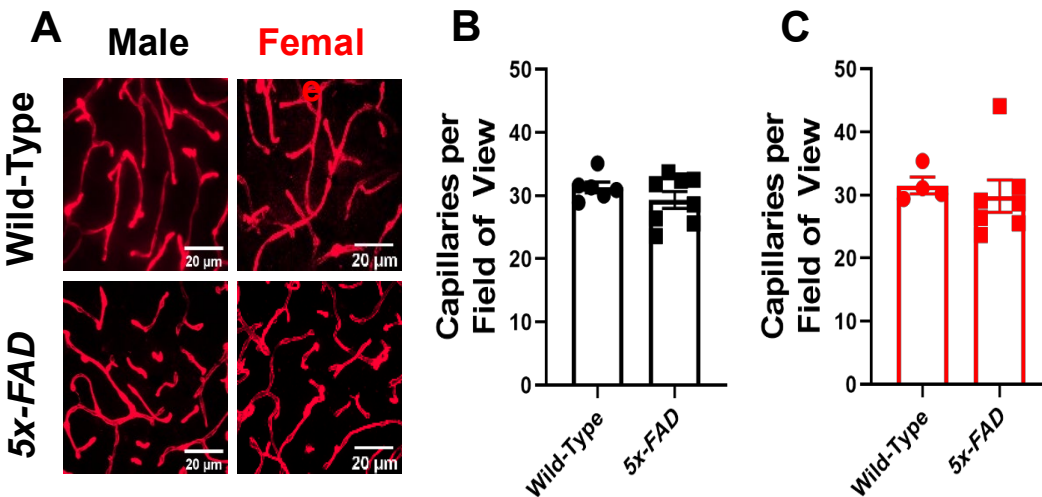 A
Male
Femal
e
Wild-Type
20 µm
20 µm
5x-FAD
20 µm
20 µm
B
Capillaries per
Field of View
50
40
30
20
10
0
Wild-Type
5x-FAD
C
Capillaries per
Field of View
50
40
30
20
10
0
Wild-Type
5x-FAD